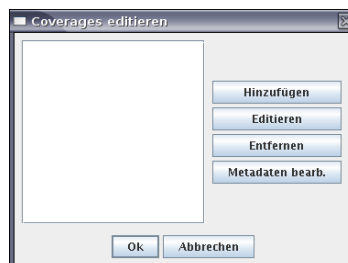 Coverages editieren
Hinzufügen
Editieren
Entfernen
Metadaten bearb.
Ok Abbrechen